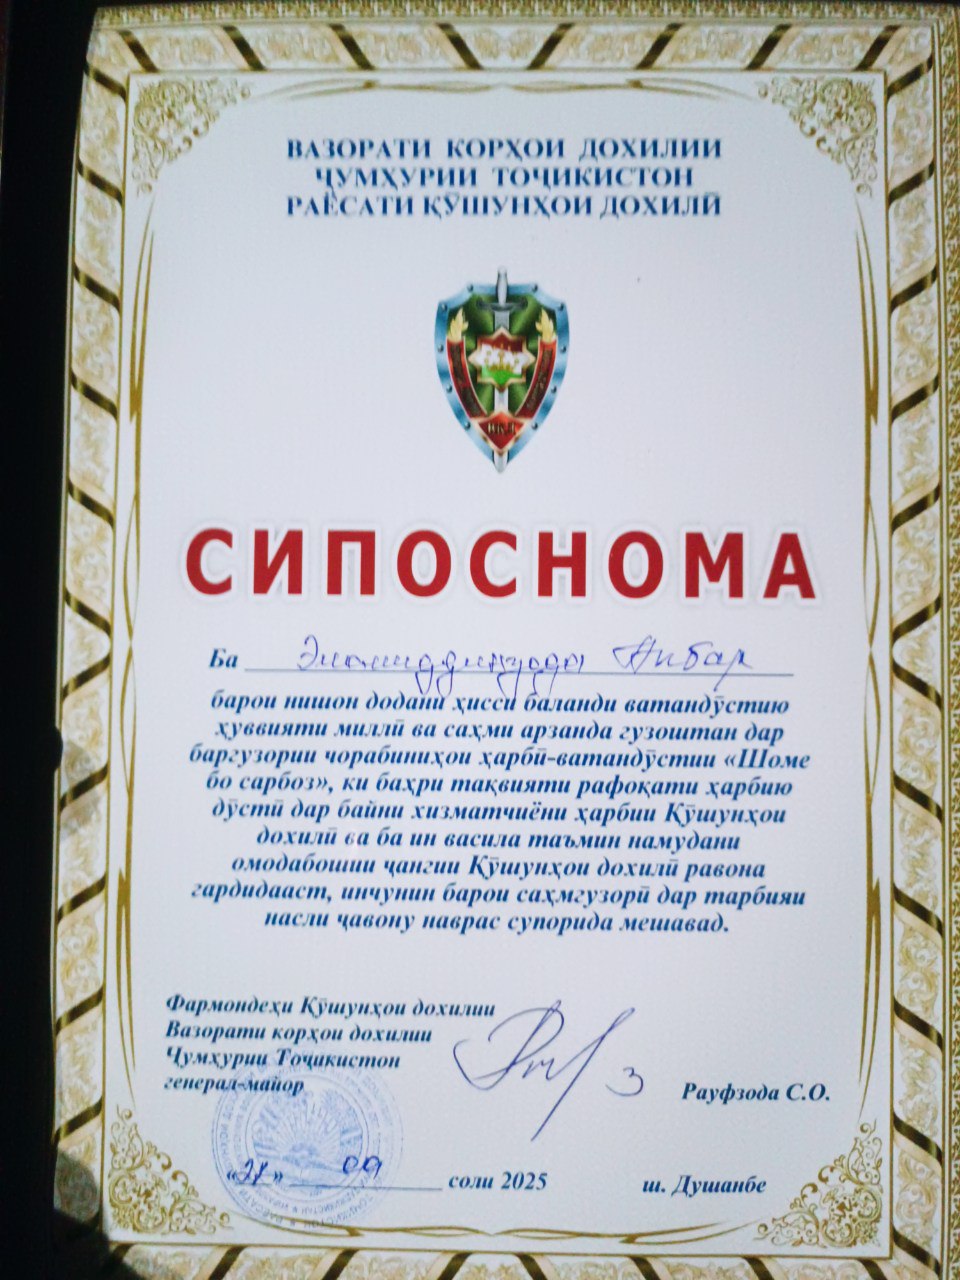 ВАЗОРАТИ КОРҲОИ ДОХИЛИИ
ҶУМҲУРИИ ТОҶИКИСТОН
РАЁСАТИ ҚӮШУНҲОИ ДОХИЛӢ
СИПОСНОМА
Ба
барои нишон додани ҳисси баланди ватандӯстию
ҳуввияти миллӣ ва саҳми арзанда гузоштан дар
баргузории чорабиниҳои ҳарбӣ-ватандӯстии «Шоме
бо сарбоз», ки баҳри тақвияти рафоқати ҳарбию
дӯстӣ дар байни хизматчиёни ҳарбии Қӯшунҳои
дохилӣ ва ба ин васила таъмин намудани
омодабошии ҷангии Қӯшунҳои дохилӣ равона
гардидааст, инчунин барои саҳмгузорӣ дар тарбияи
насли ҷавону наврас супорида мешавад.
Фармондеҳи Қӯшунҳои дохилии
Вазорати корҳои дохилии
Ҷумҳурии Тоҷикистон
генерал-майор
Рауфзода С.О.
09 соли 2025 ш. Душанбе